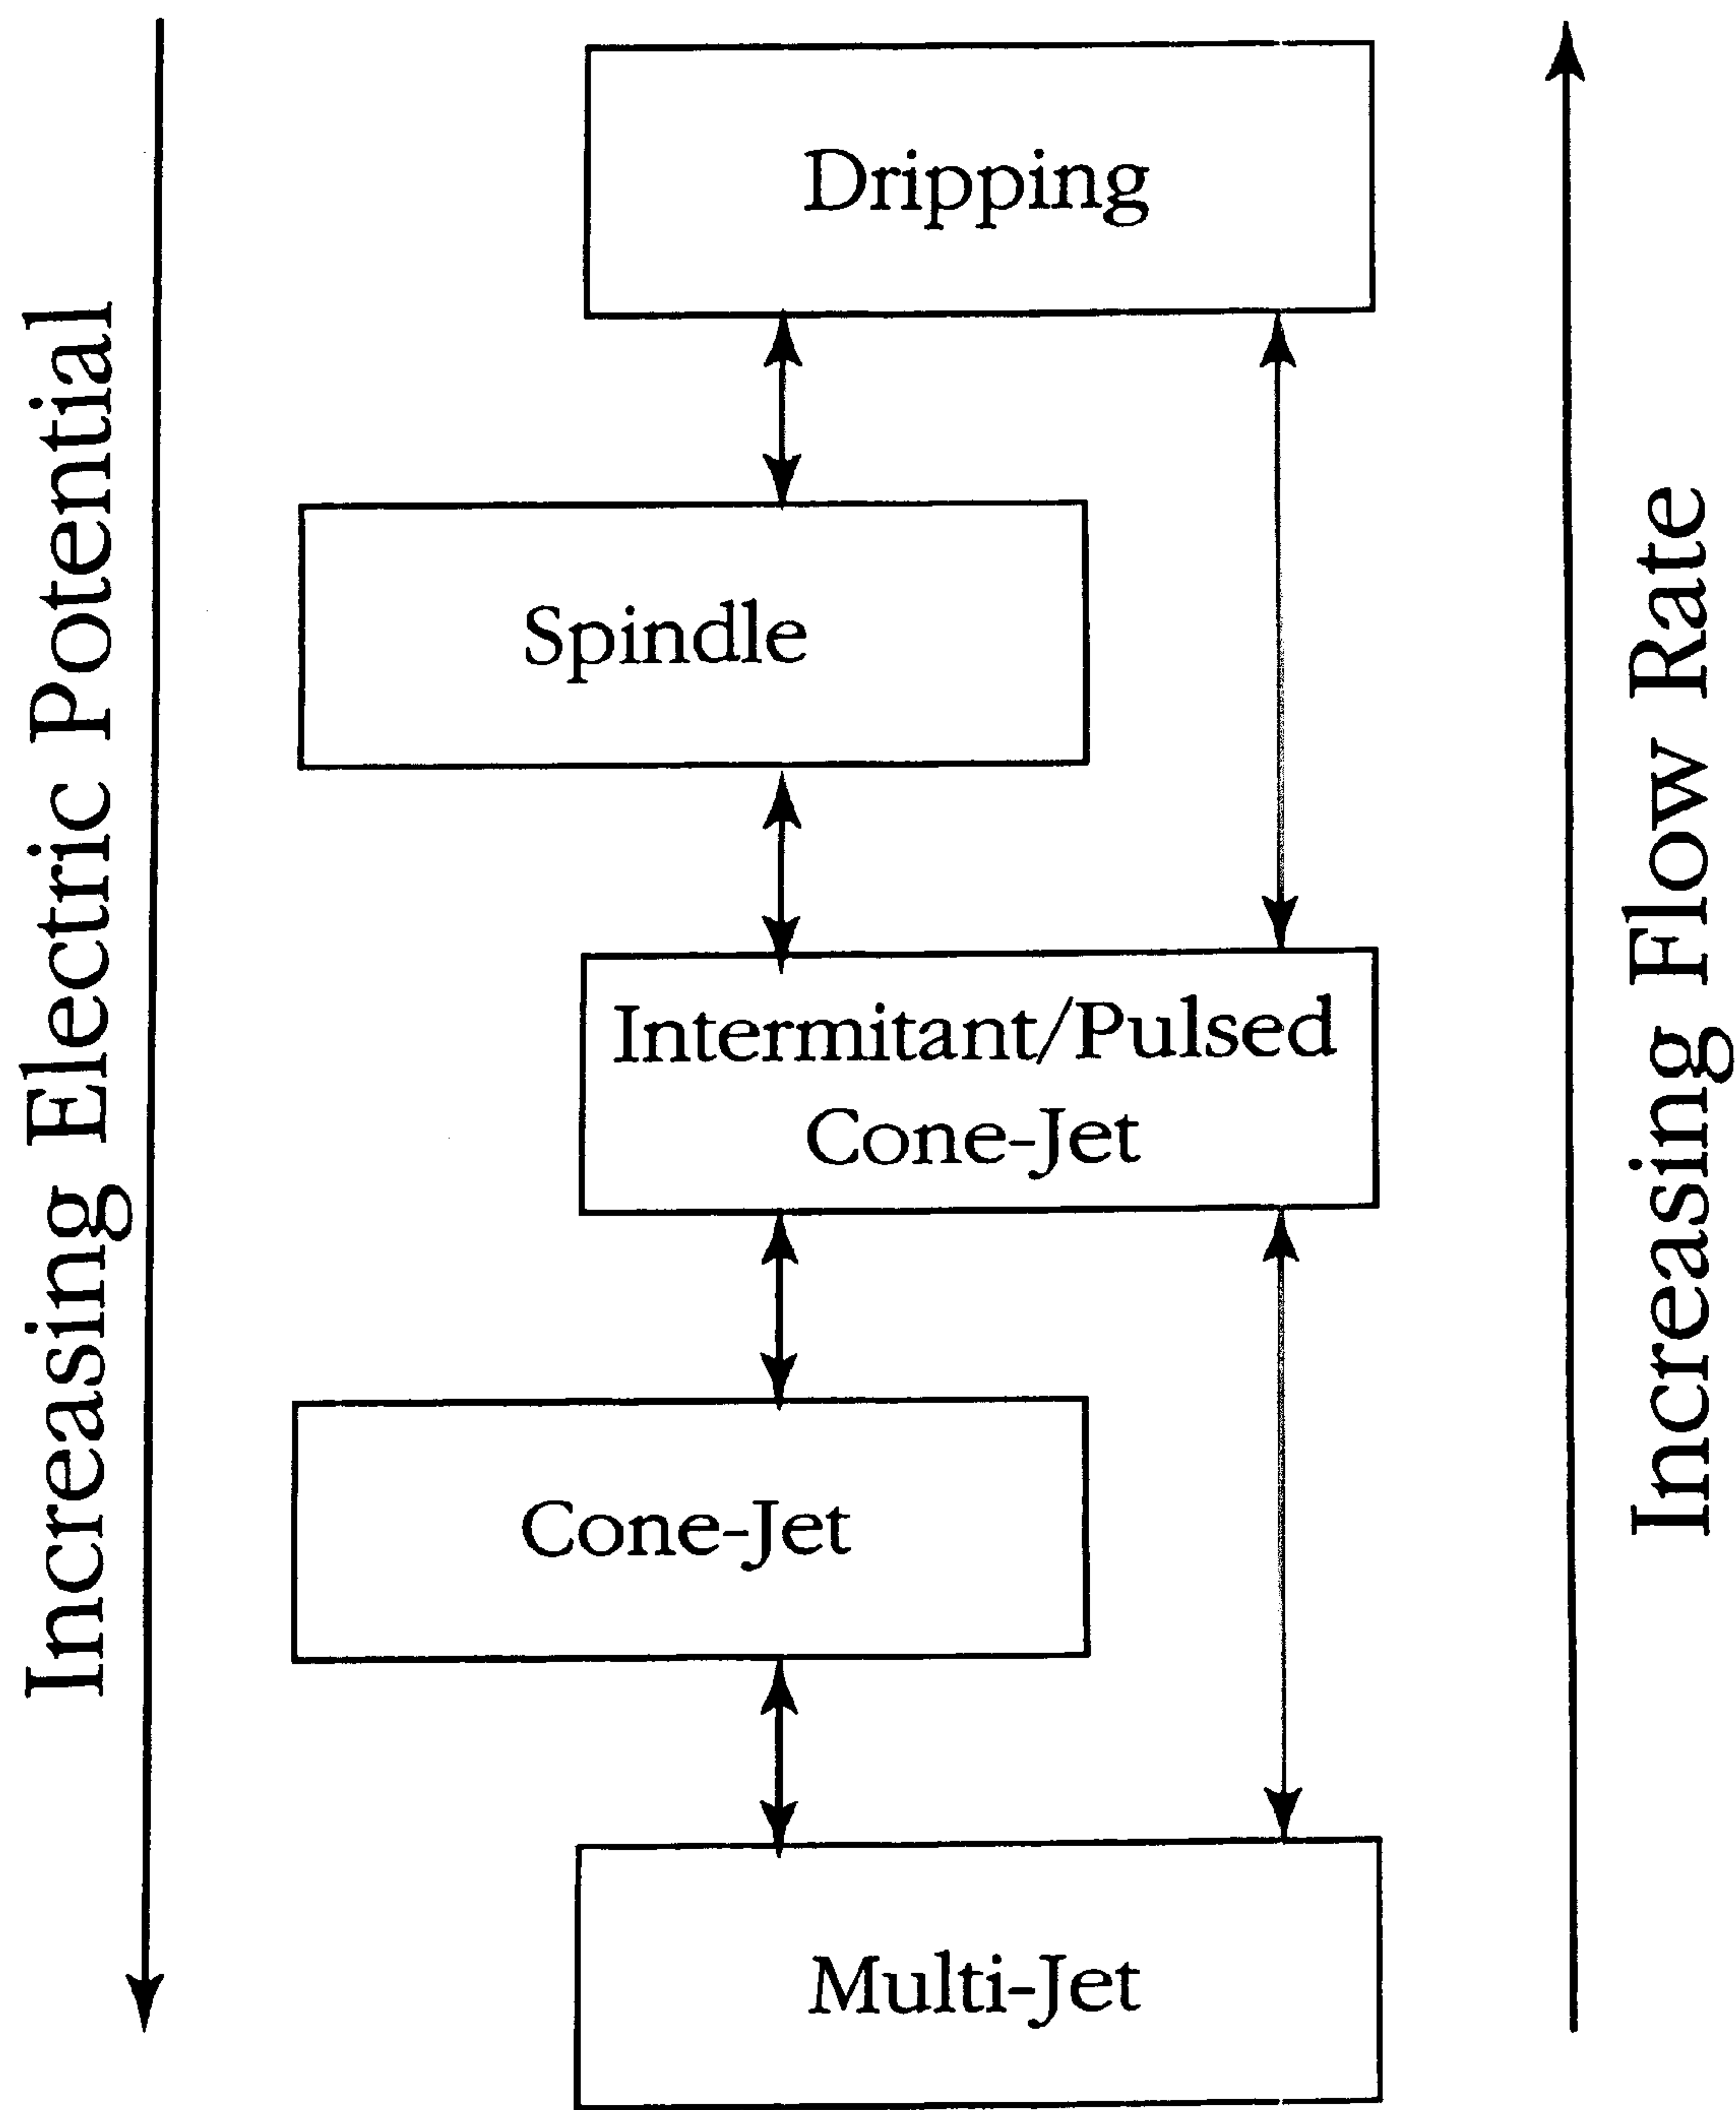 Increasing Electric Potential
Dripping
Spindle
Intermitant/Pulsed
Cone-Jet
Cone-Jet
Multi-Jet
Increasing Flow Rate